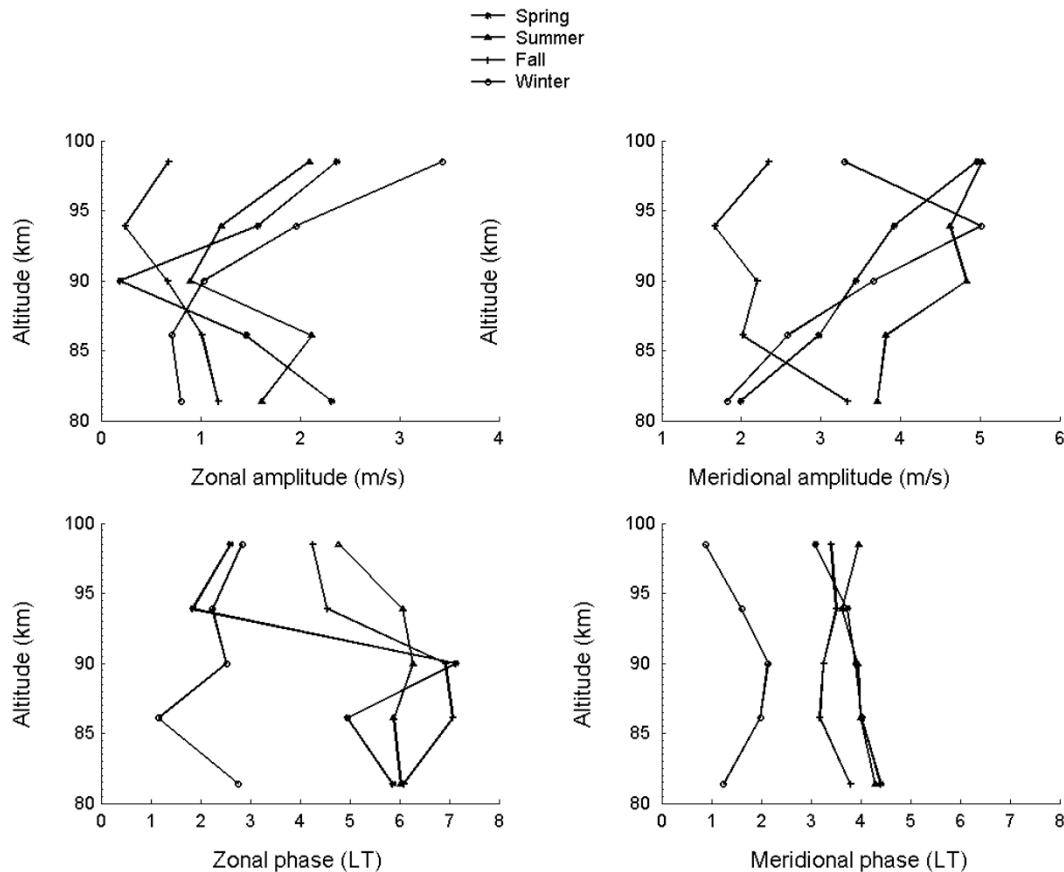 Spring
Summer
Fall
Winter
100
95
90
85
80
Altitude (km)
0 1 2 3 4
Zonal amplitude (m/s)
100
95
90
85
80
Altitude (km)
1 2 3 4 5 6
Meridional amplitude (m/s)
100
95
90
85
80
Altitude (km)
0 1 2 3 4 5 6 7 8
Zonal phase (LT)
100
95
90
85
80
Altitude (km)
0 1 2 3 4 5 6 7 8
Meridional phase (LT)